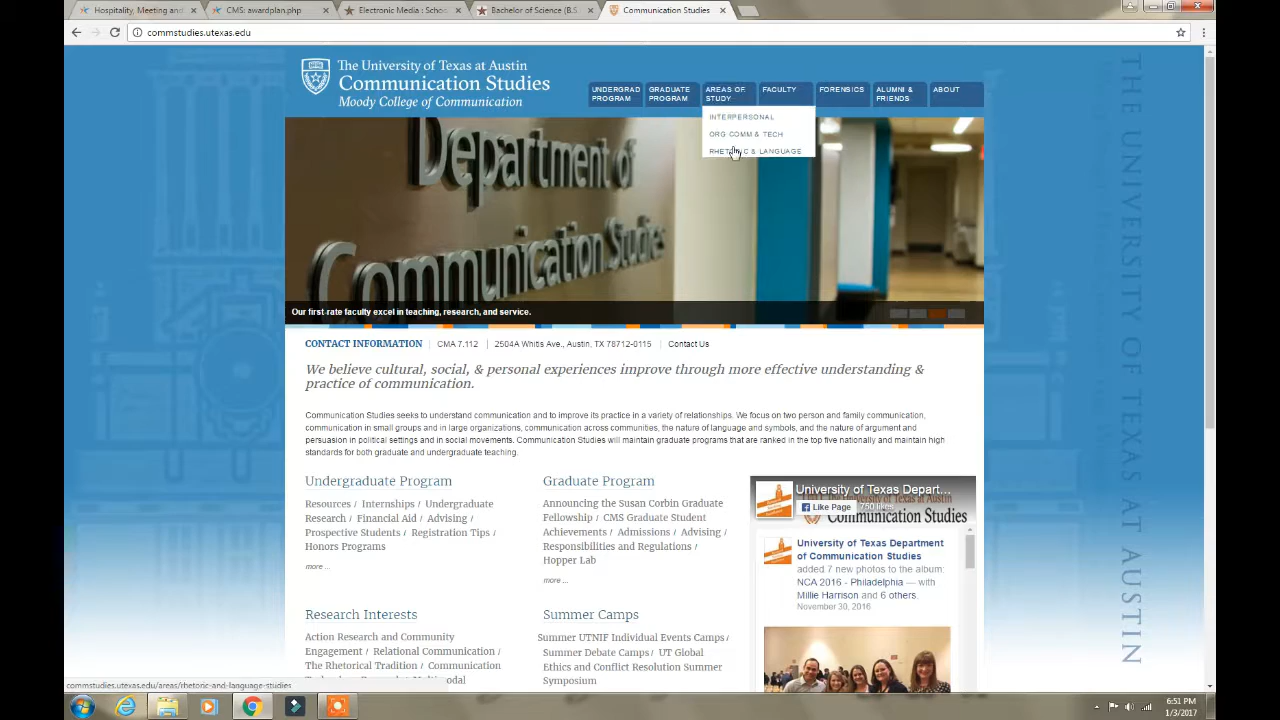 Hospitality, Meeting and
CMS: awardplan.php
Electronic Media : Schoo
Bachelor of Science (B.S
Communication Studies
commstudies.utexas.edu
The University of Texas at Austin
Communication Studies
Moody College of Communication
UNDERGRAD PROGRAM
GRADUATE PROGRAM
AREAS OF STUDY
FACULTY
FORENSICS
ALUMNI & FRIENDS
ABOUT
INTERPERSONAL
ORG COMM & TECH
RHETORIC & LANGUAGE
Department of
Communication Studies
Our first-rate faculty excel in teaching, research, and service.
THE UNIVERSITY OF TEXAS AT AUSTIN
CONTACT INFORMATION | CMA 7.112 | 2504A Whitis Ave., Austin, TX 78712-0115 | Contact Us
We believe cultural, social, & personal experiences improve through more effective understanding &
practice of communication.
Communication Studies seeks to understand communication and to improve its practice in a variety of relationships. We focus on two person and family communication,
communication in small groups and in large organizations, communication across communities, the nature of language and symbols, and the nature of argument and
persuasion in political settings and in social movements. Communication Studies will maintain graduate programs that are ranked in the top five nationally and maintain high
standards for both graduate and undergraduate teaching.
Undergraduate Program
Resources / Internships / Undergraduate
Research / Financial Aid / Advising /
Prospective Students / Registration Tips /
Honors Programs
more ...
Graduate Program
Announcing the Susan Corbin Graduate
Fellowship / CMS Graduate Student
Achievements / Admissions / Advising /
Responsibilities and Regulations /
Hopper Lab
more ...
University of Texas Depart...
Like Page
750 likes
Communication Studies
University of Texas Department
of Communication Studies
added 7 new photos to the album:
NCA 2016 - Philadelphia — with
Millie Harrison and 6 others.
November 30, 2016
Research Interests
Action Research and Community
Engagement / Relational Communication /
The Rhetorical Tradition / Communication
Summer Camps
Summer UTNIF Individual Events Camps /
Summer Debate Camps / UT Global
Ethics and Conflict Resolution Summer
Symposium
commstudies.utexas.edu/areas/rhetoric-and-language-studies
6:51 PM
1/3/2017